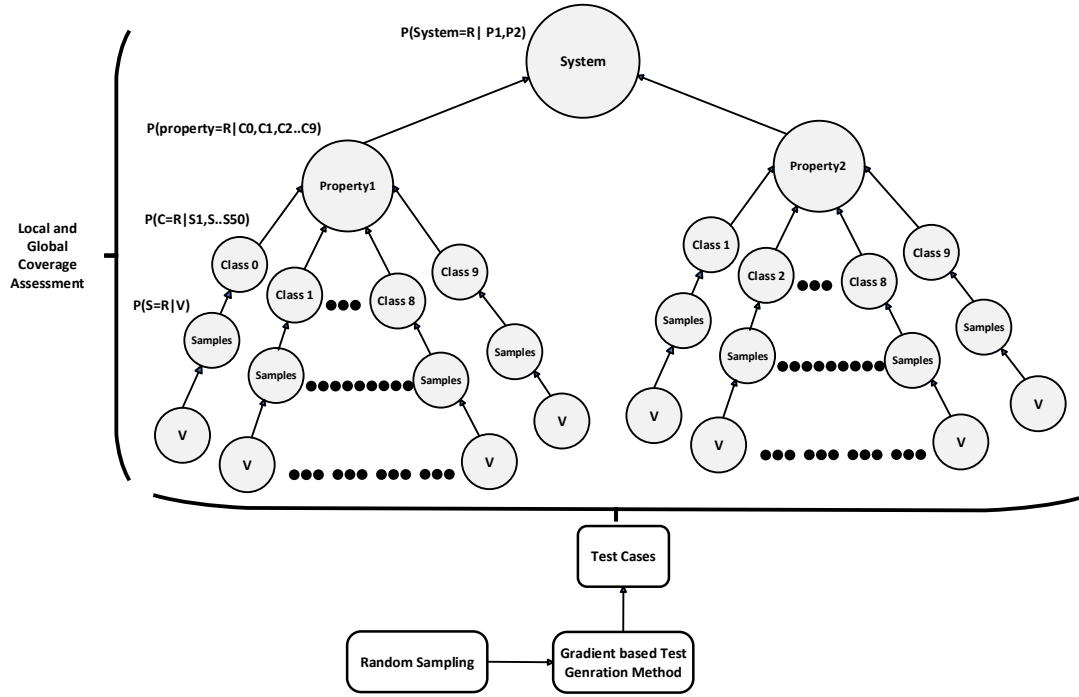 P(System=R| P1,P2)
System
P(property=R|C0,C1,C2..C9)
Property1
Property2
P(C=R|S1,S..S50)
Local and
Global
Coverage
Assessment
Class 0
Class 1
Class 8
Class 9
Class 1
Class 2
Class 8
Class 9
P(S=R|V)
Samples
Samples
Samples
Samples
Samples
Samples
Samples
Samples
V
V
V
V
V
V
V
V
Test Cases
Random Sampling
Gradient based Test
Genration Method